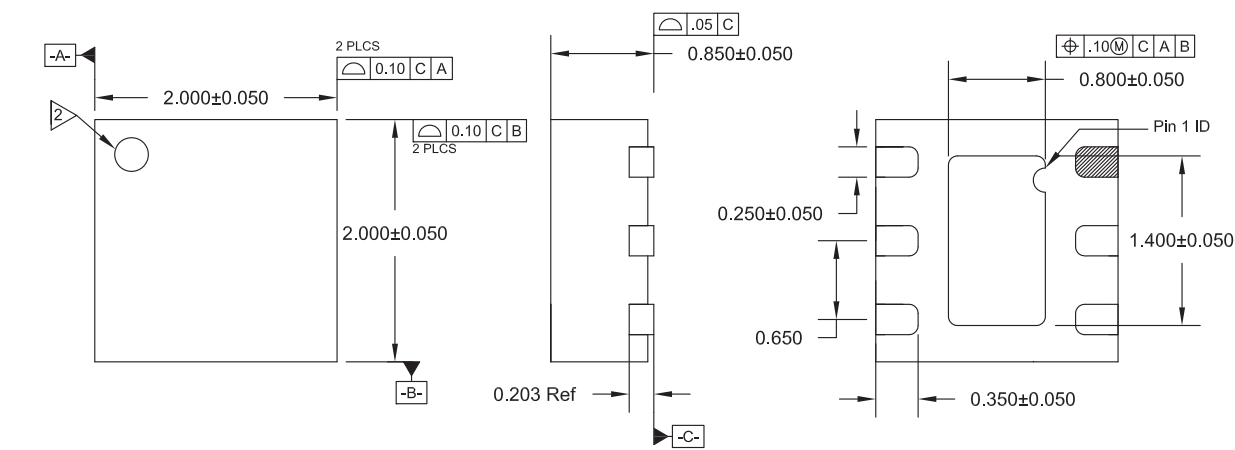 -A-
2 PLCS
⌓ 0.10 C A
2.000±0.050
2
⌓ 0.10 C B
2 PLCS
2.000±0.050
-B-
⌓ .05 C
0.850±0.050
0.203 Ref
-C-
⌖ .10Ⓜ C A B
0.800±0.050
Pin 1 ID
0.250±0.050
1.400±0.050
0.650
0.350±0.050